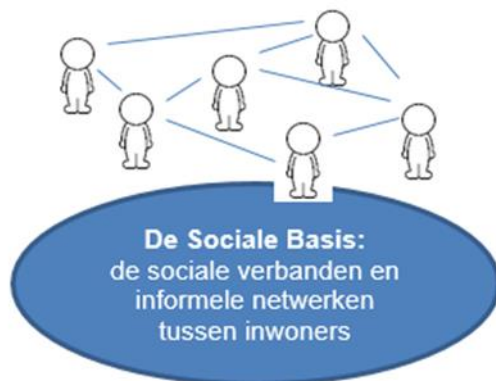 De Sociale Basis:
de sociale verbanden en
informele netwerken
tussen inwoners